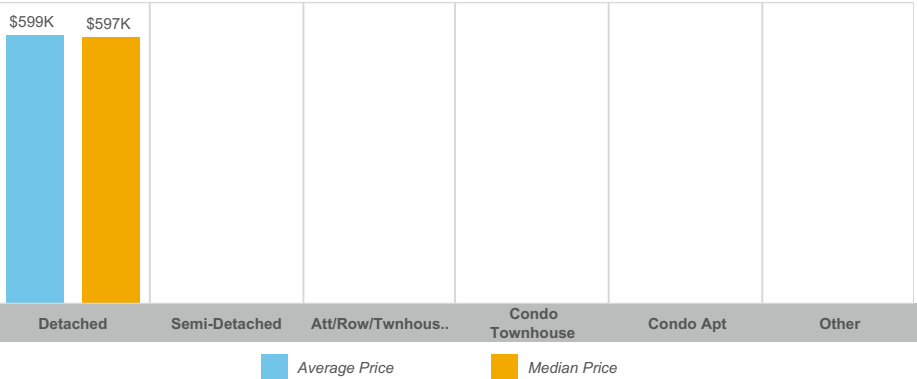 $599K
$597K
Detached
Semi-Detached
Att/Row/Twnhous..
Condo
Townhouse
Condo Apt
Other
Average Price
Median Price